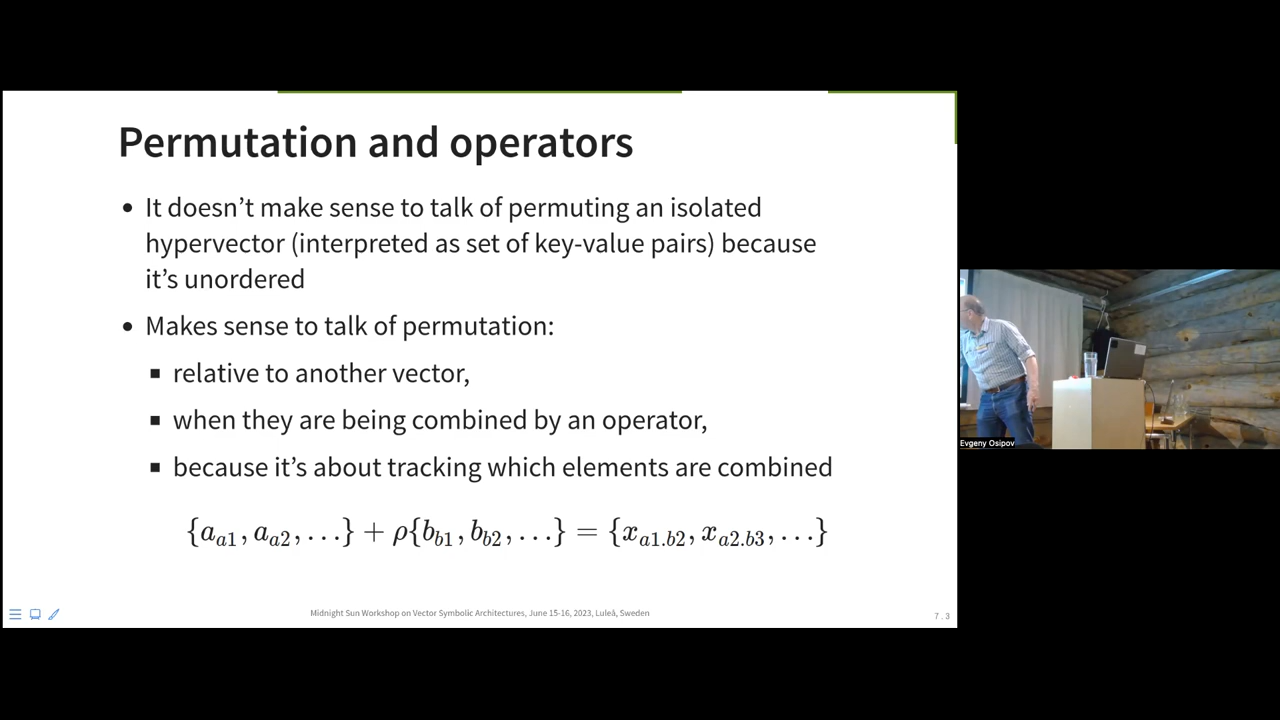 Permutation and operators
• It doesn’t make sense to talk of permuting an isolated
hypervector (interpreted as set of key-value pairs) because
it’s unordered
• Makes sense to talk of permutation:
▪ relative to another vector,
▪ when they are being combined by an operator,
▪ because it’s about tracking which elements are combined
{a_{a1}, a_{a2}, …} + ρ{b_{b1}, b_{b2}, …} = {x_{a1.b2}, x_{a2.b3}, …}
Midnight Sun Workshop on Vector Symbolic Architectures, June 15-16, 2023, Luleå, Sweden
7 . 3
Evgeny Osipov